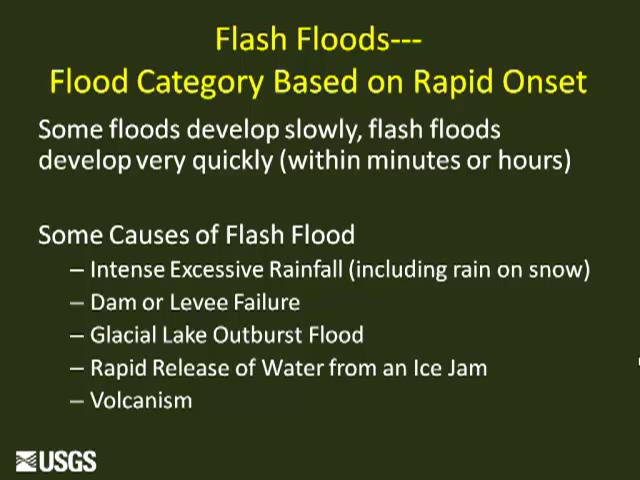 Flash Floods---
Flood Category Based on Rapid Onset
Some floods develop slowly, flash floods
develop very quickly (within minutes or hours)
Some Causes of Flash Flood
– Intense Excessive Rainfall (including rain on snow)
– Dam or Levee Failure
– Glacial Lake Outburst Flood
– Rapid Release of Water from an Ice Jam
– Volcanism
USGS